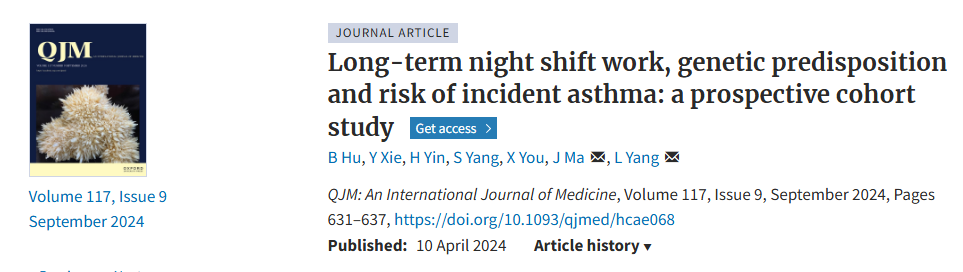 QJM
OXFORD
Volume 117, Issue 9
September 2024
JOURNAL ARTICLE
Long-term night shift work, genetic predisposition
and risk of incident asthma: a prospective cohort
study Get access
B Hu, Y Xie, H Yin, S Yang, X You, J Ma, L Yang
QJM: An International Journal of Medicine, Volume 117, Issue 9, September 2024, Pages
631–637, https://doi.org/10.1093/qjmed/hcae068
Published: 10 April 2024 Article history